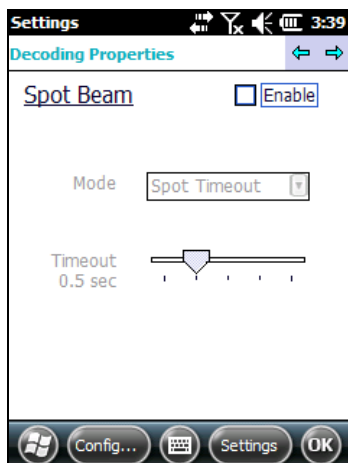 Settings 3:39
Decoding Properties
Spot Beam Enable
Mode Spot Timeout
Timeout
0.5 sec
Config... Settings OK